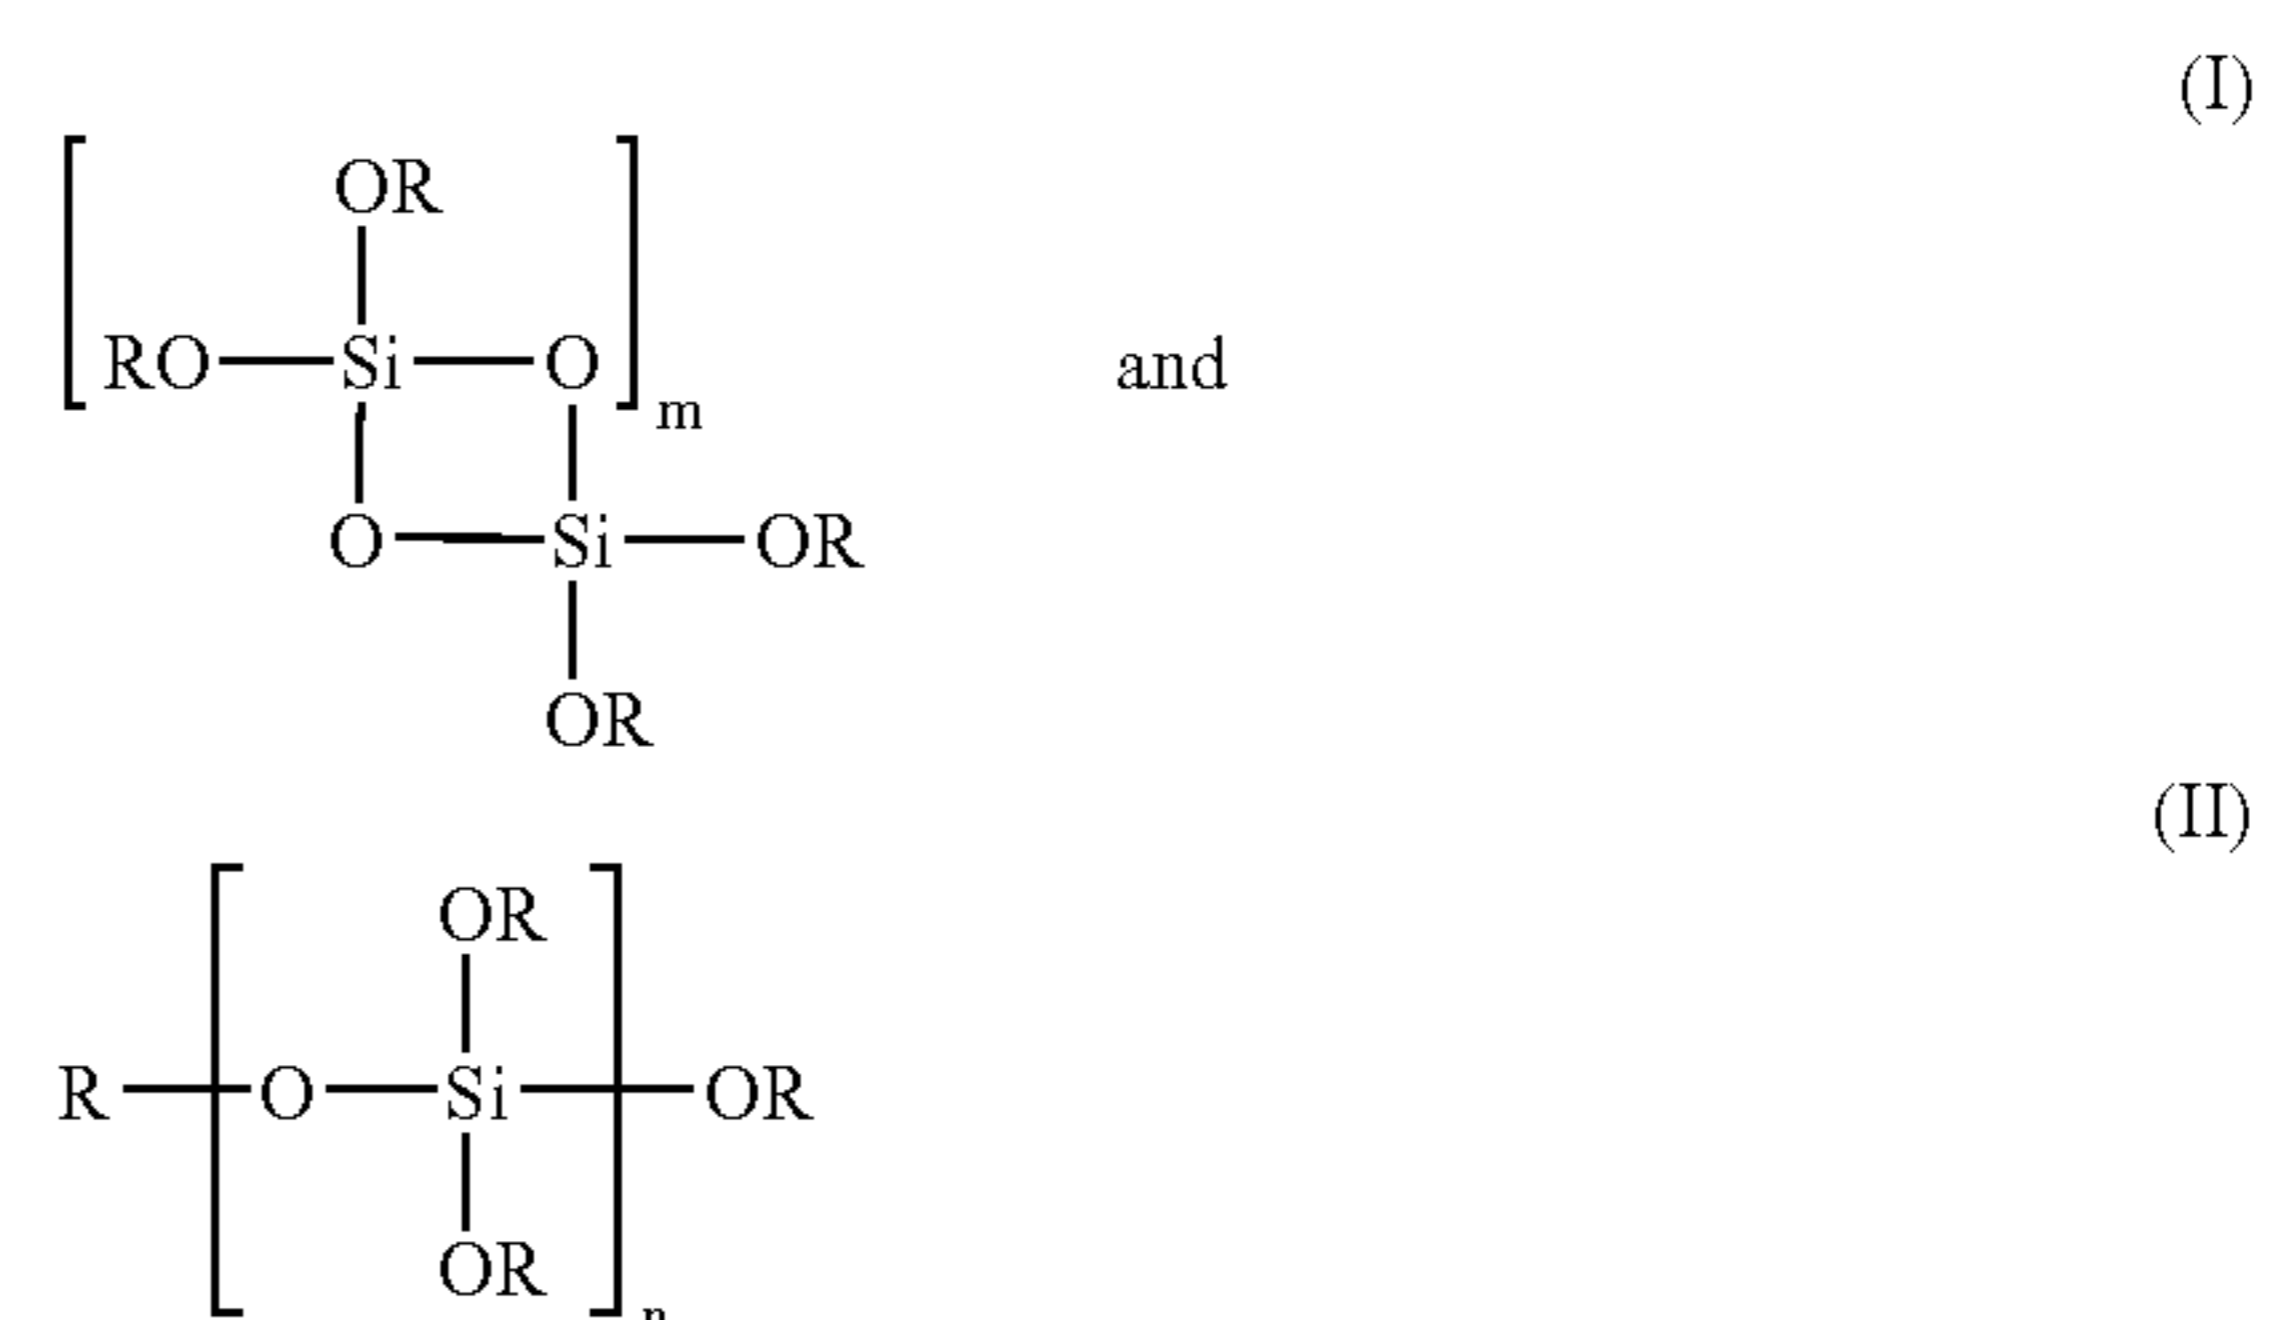 (I)
OR
RO Si O m and
O Si OR
OR
(II)
OR
R O Si OR
OR
n